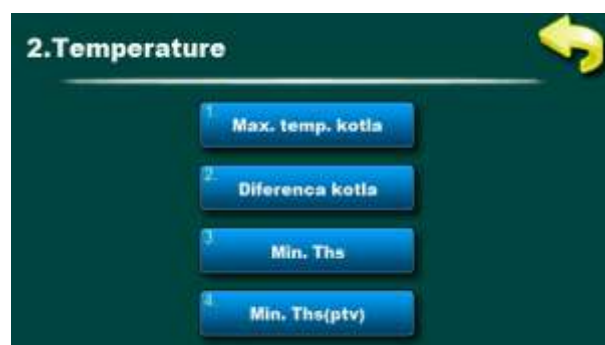 2.Temperature
1.
Max. temp. kotla
2.
Diferenca kotla
3.
Min. Ths
4.
Min. Ths(ptv)